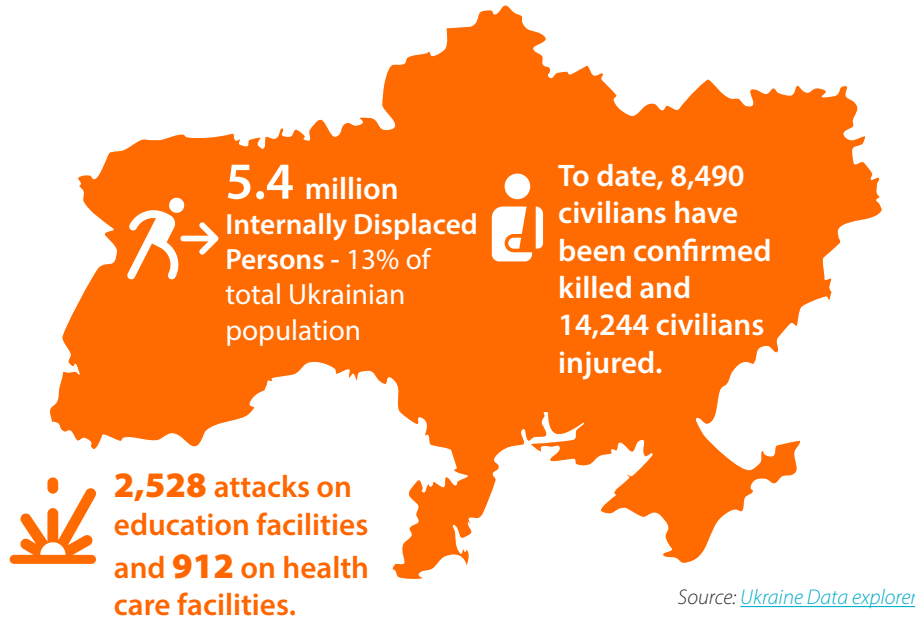 5.4 million
Internally Displaced
Persons - 13% of
total Ukrainian
population
To date, 8,490
civilians have
been confirmed
killed and
14,244 civilians
injured.
2,528 attacks on
education facilities
and 912 on health
care facilities.
Source: Ukraine Data explorer